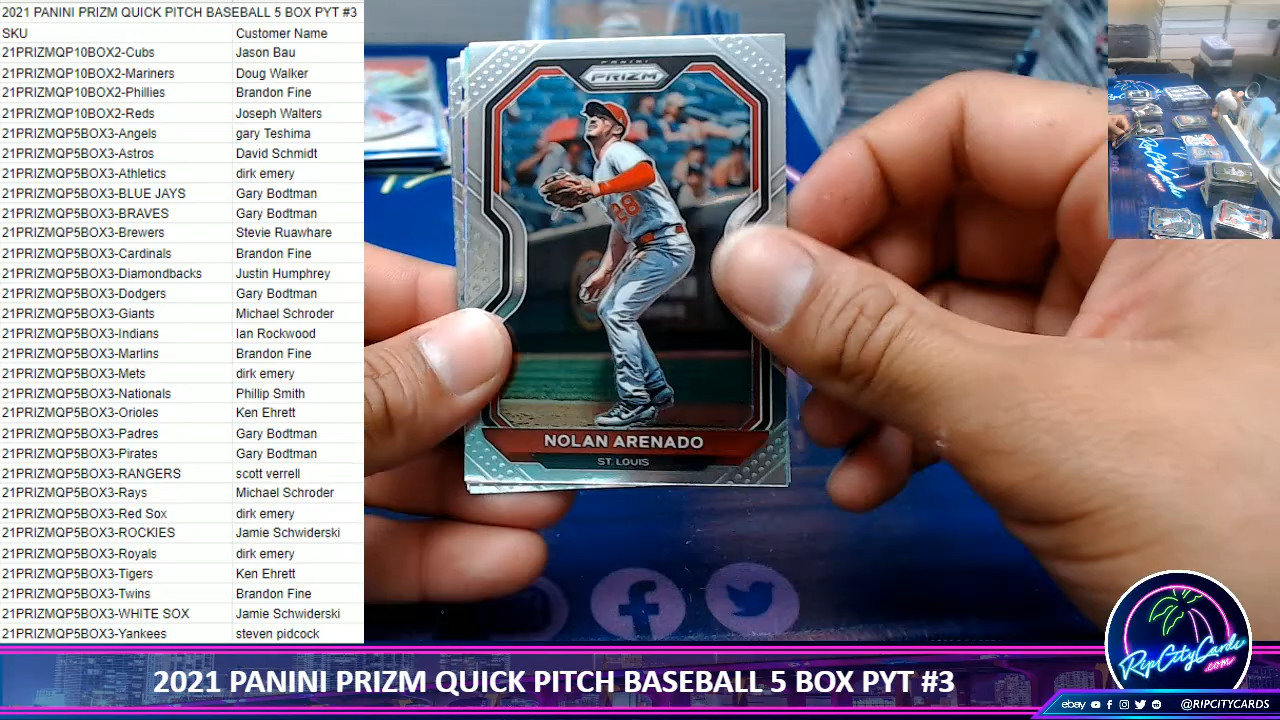 2021 PANINI PRIZM QUICK PITCH BASEBALL 5 BOX PYT #3
SKU Customer Name
21PRIZMQP10BOX2-Cubs Jason Bau
21PRIZMQP10BOX2-Mariners Doug Walker
21PRIZMQP10BOX2-Phillies Brandon Fine
21PRIZMQP10BOX2-Reds Joseph Walters
21PRIZMQP5BOX3-Angels gary Teshima
21PRIZMQP5BOX3-Astros David Schmidt
21PRIZMQP5BOX3-Athletics dirk emery
21PRIZMQP5BOX3-BLUE JAYS Gary Bodtman
21PRIZMQP5BOX3-BRAVES Gary Bodtman
21PRIZMQP5BOX3-Brewers Stevie Ruawhare
21PRIZMQP5BOX3-Cardinals Brandon Fine
21PRIZMQP5BOX3-Diamondbacks Justin Humphrey
21PRIZMQP5BOX3-Dodgers Gary Bodtman
21PRIZMQP5BOX3-Giants Michael Schroder
21PRIZMQP5BOX3-Indians Ian Rockwood
21PRIZMQP5BOX3-Marlins Brandon Fine
21PRIZMQP5BOX3-Mets dirk emery
21PRIZMQP5BOX3-Nationals Phillip Smith
21PRIZMQP5BOX3-Orioles Ken Ehrett
21PRIZMQP5BOX3-Padres Gary Bodtman
21PRIZMQP5BOX3-Pirates Gary Bodtman
21PRIZMQP5BOX3-RANGERS scott verrell
21PRIZMQP5BOX3-Rays Michael Schroder
21PRIZMQP5BOX3-Red Sox dirk emery
21PRIZMQP5BOX3-ROCKIES Jamie Schwiderski
21PRIZMQP5BOX3-Royals dirk emery
21PRIZMQP5BOX3-Tigers Ken Ehrett
21PRIZMQP5BOX3-Twins Brandon Fine
21PRIZMQP5BOX3-WHITE SOX Jamie Schwiderski
21PRIZMQP5BOX3-Yankees steven pidcock
PANINI
PRIZM
28
NOLAN ARENADO
ST. LOUIS
RipCityCards
.com
2021 PANINI PRIZM QUICK PITCH BASEBALL 5 BOX PYT #3
ebay @RIPCITYCARDS